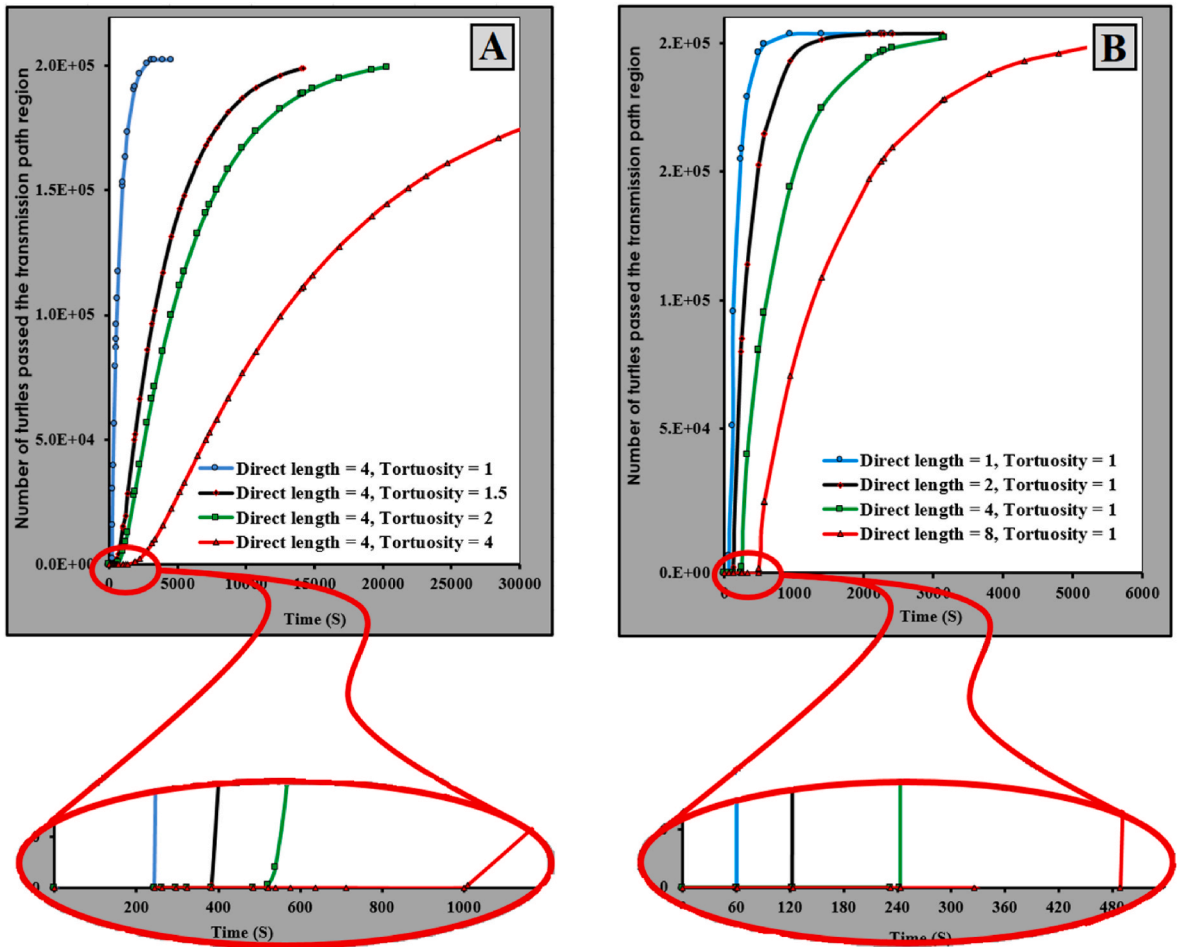 A
Number of turtles passed the transmission path region
2.0E+05
1.5E+05
1.0E+05
5.0E+04
0.0E+00
Direct length = 4, Tortuosity = 1
Direct length = 4, Tortuosity = 1.5
Direct length = 4, Tortuosity = 2
Direct length = 4, Tortuosity = 4
0 5000 10000 15000 20000 25000 30000
Time (S)
0
200 400 600 800 1000
Time (S)
B
Number of turtles passed the transmission path region
2.E+05
2.E+05
1.E+05
5.E+04
0.E+00
Direct length = 1, Tortuosity = 1
Direct length = 2, Tortuosity = 1
Direct length = 4, Tortuosity = 1
Direct length = 8, Tortuosity = 1
0 1000 2000 3000 4000 5000 6000
Time (S)
0
0 60 120 180 240 300 360 420 480
Time (S)